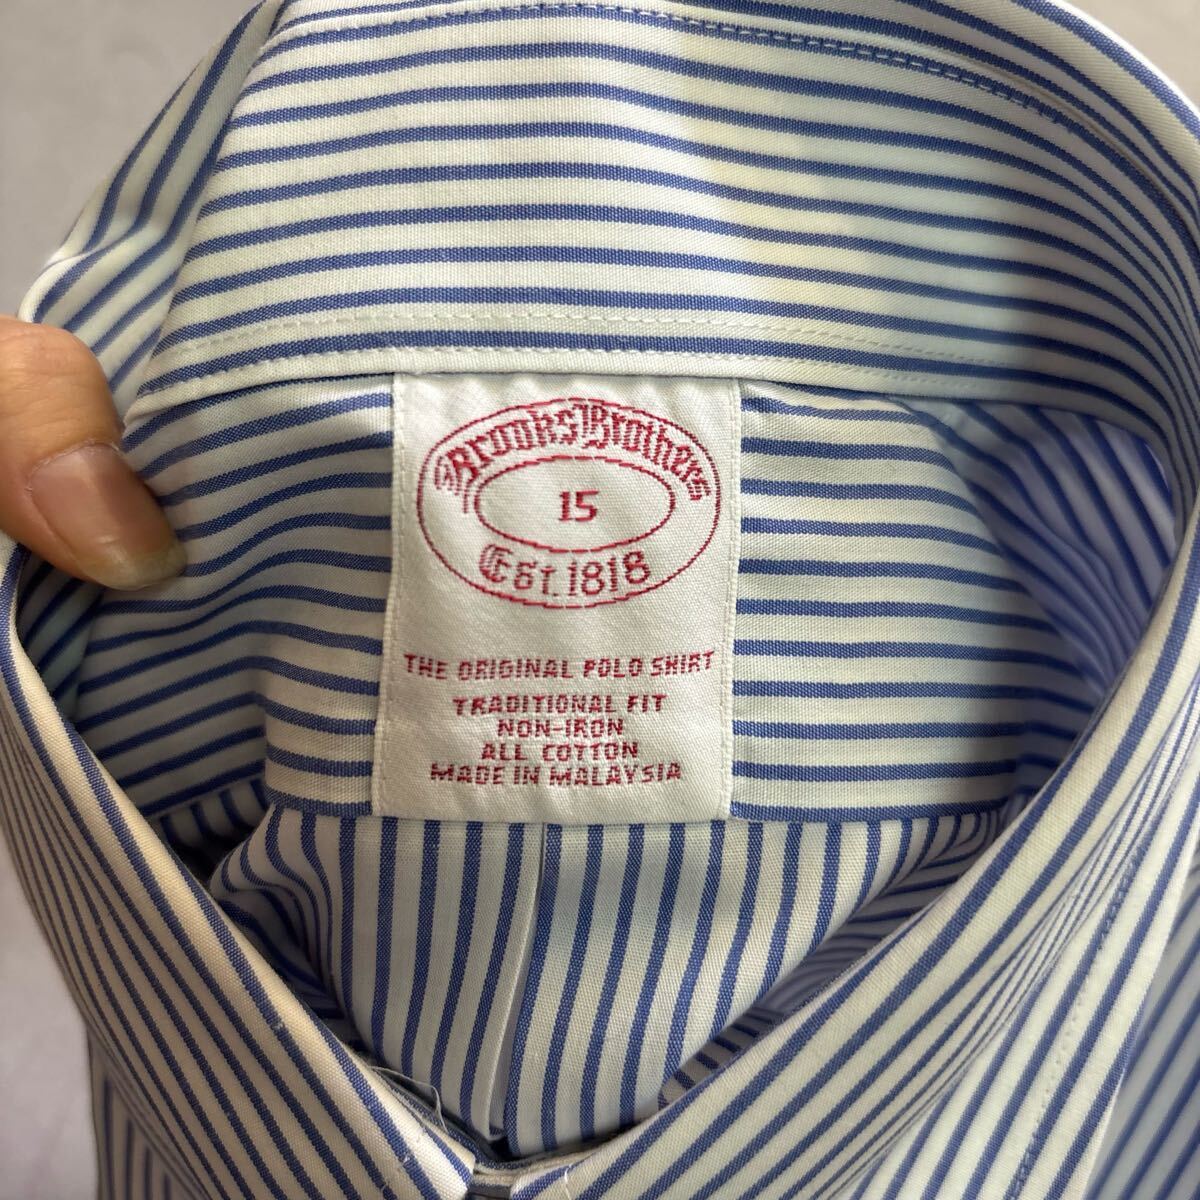 Brooks Brothers
15
Est. 1818
THE ORIGINAL POLO SHIRT
TRADITIONAL FIT
NON-IRON
ALL COTTON
MADE IN MALAYSIA